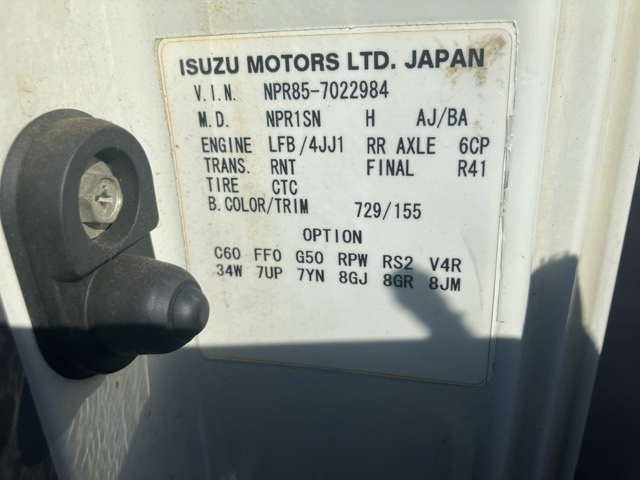 ISUZU MOTORS LTD. JAPAN
V.I.N. NPR85-7022984
M.D. NPR1SN H AJ/BA
ENGINE LFB/4JJ1 RR AXLE 6CP
TRANS. RNT FINAL R41
TIRE CTC
B.COLOR/TRIM 729/155
OPTION
C60 FF0 G50 RPW RS2 V4R
34W 7UP 7YN 8GJ 8GR 8JM